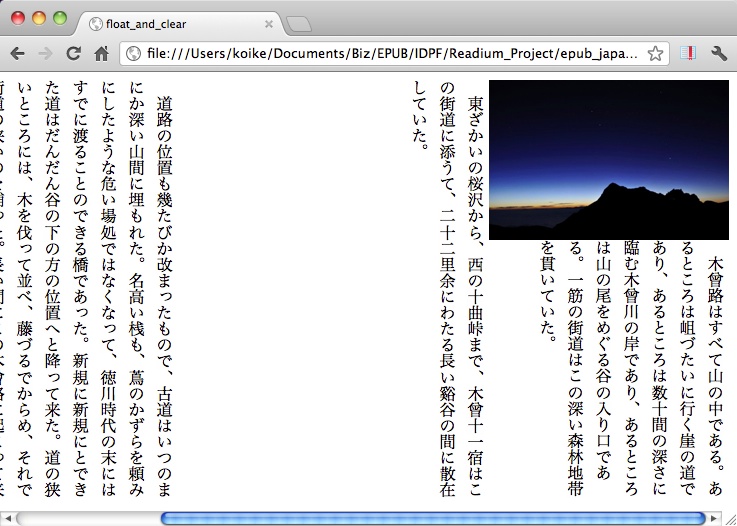 float_and_clear
file:///Users/koike/Documents/Biz/EPUB/IDPF/Readium_Project/epub_japa...
木曾路はすべて山の中である。あ
るところは岨づたいに行く崖の道で
あり、あるところは数十間の深さに
臨む木曾川の岸であり、あるところ
は山の尾をめぐる谷の入り口であ
る。一筋の街道はこの深い森林地帯
を貫いていた。
東ざかいの桜沢から、西の十曲峠まで、木曾十一宿はこ
の街道に添うて、二十二里余にわたる長い谿谷の間に散在
していた。
道路の位置も幾たびか改まったもので、古道はいつのま
にか深い山間に埋もれた。名高い桟も、蔦のかずらを頼み
にしたような危い場処ではなくなって、徳川時代の末には
すでに渡ることのできる橋であった。新規に新規にとでき
た道はだんだん谷の下の方の位置へと降って来た。道の狭
いところには、木を伐って並べ、藤づるでからめ、それで